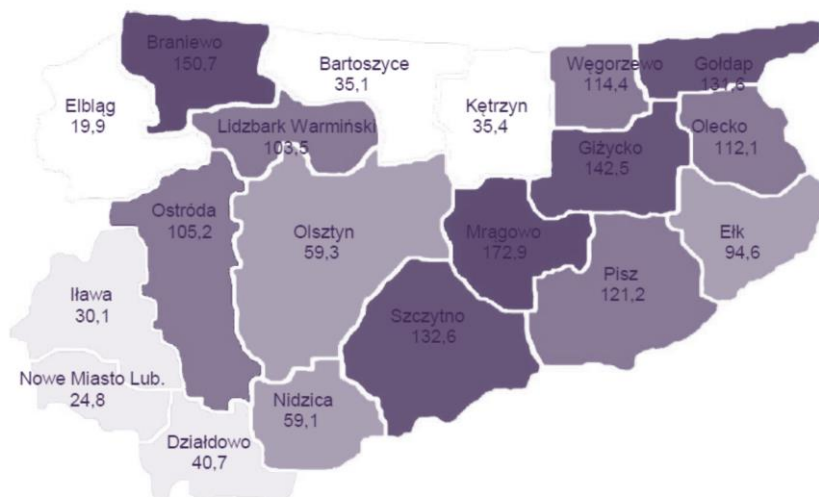 Braniewo
150,7
Bartoszyce
35,1
Węgorzewo
114,4
Gołdap
131,6
Elbląg
19,9
Kętrzyn
35,4
Lidzbark Warmiński
103,5
Giżycko
142,5
Olecko
112,1
Ostróda
105,2
Olsztyn
59,3
Mrągowo
172,9
Ełk
94,6
Pisz
121,2
Iława
30,1
Szczytno
132,6
Nowe Miasto Lub.
24,8
Nidzica
59,1
Działdowo
40,7